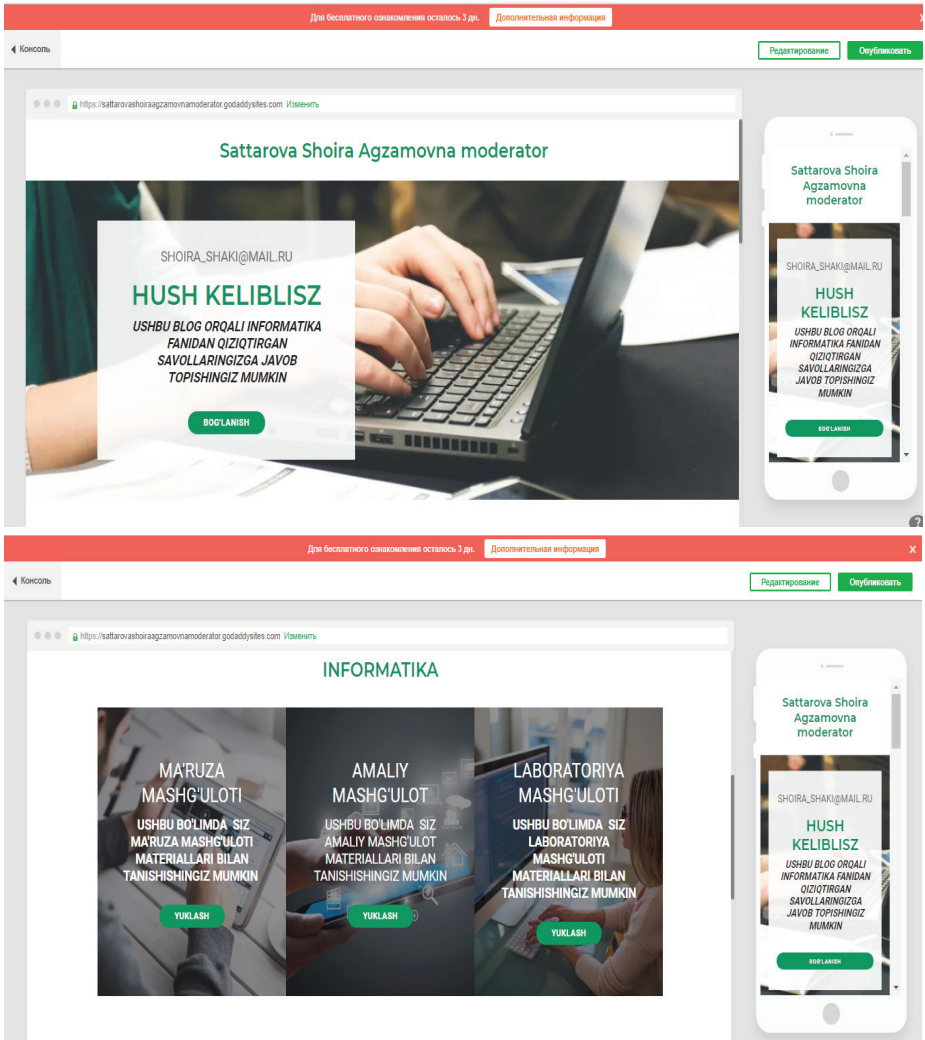 Для бесплатного ознакомления осталось 3 дн. Дополнительная информация x
Консоль
Редактирование Опубликовать
https://sattarovashoiraagzamovnamoderator.godaddysites.com Изменить
Sattarova Shoira Agzamovna moderator
SHOIRA_SHAKI@MAIL.RU
HUSH KELIBLISZ
USHBU BLOG ORQALI INFORMATIKA
FANIDAN QIZIQTIRGAN
SAVOLLARINGIZGA JAVOB
TOPISHINGIZ MUMKIN
BOG'LANISH
Sattarova Shoira
Agzamovna
moderator
SHOIRA_SHAKI@MAIL.RU
HUSH
KELIBLISZ
USHBU BLOG ORQALI
INFORMATIKA FANIDAN
QIZIQTIRGAN
SAVOLLARINGIZGA
JAVOB TOPISHINGIZ
MUMKIN
BOG'LANISH
?
Для бесплатного ознакомления осталось 3 дн. Дополнительная информация x
Консоль
Редактирование Опубликовать
https://sattarovashoiraagzamovnamoderator.godaddysites.com Изменить
INFORMATIKA
MA'RUZA
MASHG'ULOTI
USHBU BO'LIMDA SIZ
MA'RUZA MASHG'ULOTI
MATERIALLARI BILAN
TANISHISHINGIZ MUMKIN
YUKLASH
AMALIY
MASHG'ULOT
USHBU BO'LIMDA SIZ
AMALIY MASHG'ULOT
MATERIALLARI BILAN
TANISHISHINGIZ MUMKIN
YUKLASH
LABORATORIYA
MASHG'ULOTI
USHBU BO'LIMDA SIZ
LABORATORIYA
MASHG'ULOTI
MATERIALLARI BILAN
TANISHISHINGIZ MUMKIN
YUKLASH
Sattarova Shoira
Agzamovna
moderator
SHOIRA_SHAKI@MAIL.RU
HUSH
KELIBLISZ
USHBU BLOG ORQALI
INFORMATIKA FANIDAN
QIZIQTIRGAN
SAVOLLARINGIZGA
JAVOB TOPISHINGIZ
MUMKIN
BOG'LANISH